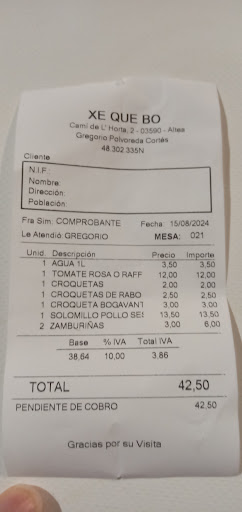 XE QUE BO
Camí de L' Horta, 2 - 03590 - Altea
Gregorio Polvoreda Cortés
48.302.335N
Cliente
N.I.F.:
Nombre:
Dirección:
Población:
Fra Sim: COMPROBANTE Fecha: 15/08/2024
Le Atendió: GREGORIO MESA: 021
Unid. Descripción Precio Importe
1 AGUA 1L 3,50 3,50
1 TOMATE ROSA O RAFF 12,00 12,00
1 CROQUETAS 2,00 2,00
1 CROQUETAS DE RABO 2,50 2,50
1 CROQUETA BOGAVANT 3,00 3,00
1 SOLOMILLO POLLO SEI 13,50 13,50
2 ZAMBURIÑAS 3,00 6,00
Base % IVA Total IVA
38,64 10,00 3,86
TOTAL 42,50
PENDIENTE DE COBRO 42,50
Gracias por su Visita